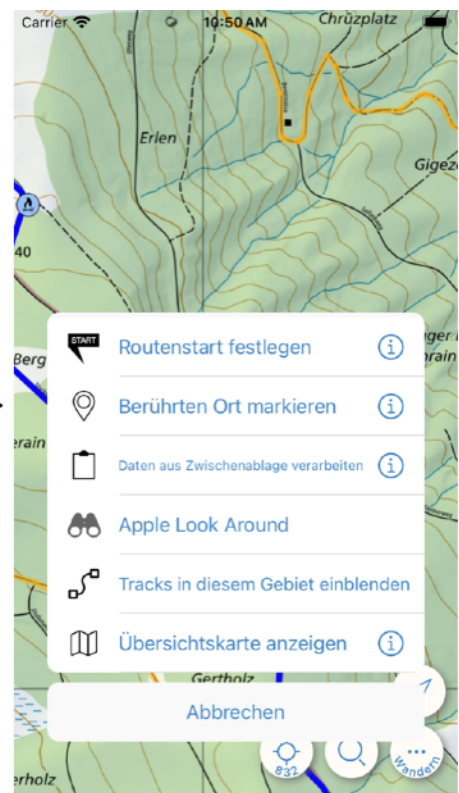 Carrier
10:50 AM
Chrüzplatz
Erlen
Gigez
40
START
Routenstart festlegen
Berg
Berührten Ort markieren
rain
erain
Daten aus Zwischenablage verarbeiten
Apple Look Around
Tracks in diesem Gebiet einblenden
Übersichtskarte anzeigen
Gertholz
Abbrechen
832
Wandern
erholz